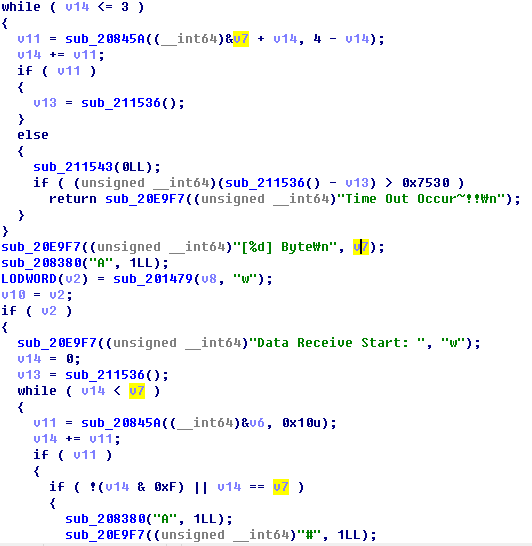 while ( v14 <= 3 )
{
v11 = sub_20845A((__int64)&v7 + v14, 4 - v14);
v14 += v11;
if ( v11 )
{
v13 = sub_211536();
}
else
{
sub_211543(0LL);
if ( (unsigned __int64)(sub_211536() - v13) > 0x7530 )
return sub_20E9F7((unsigned __int64)"Time Out Occur~!!₩n");
}
}
sub_20E9F7((unsigned __int64)"[%d] Byte₩n", v7);
sub_208380("A", 1LL);
LODWORD(v2) = sub_201479(v8, "w");
v10 = v2;
if ( v2 )
{
sub_20E9F7((unsigned __int64)"Data Receive Start: ", "w");
v14 = 0;
v13 = sub_211536();
while ( v14 < v7 )
{
v11 = sub_20845A((__int64)&v6, 0x10u);
v14 += v11;
if ( v11 )
{
if ( !(v14 & 0xF) || v14 == v7 )
{
sub_208380("A", 1LL);
sub_20E9F7((unsigned __int64)"#", 1LL);